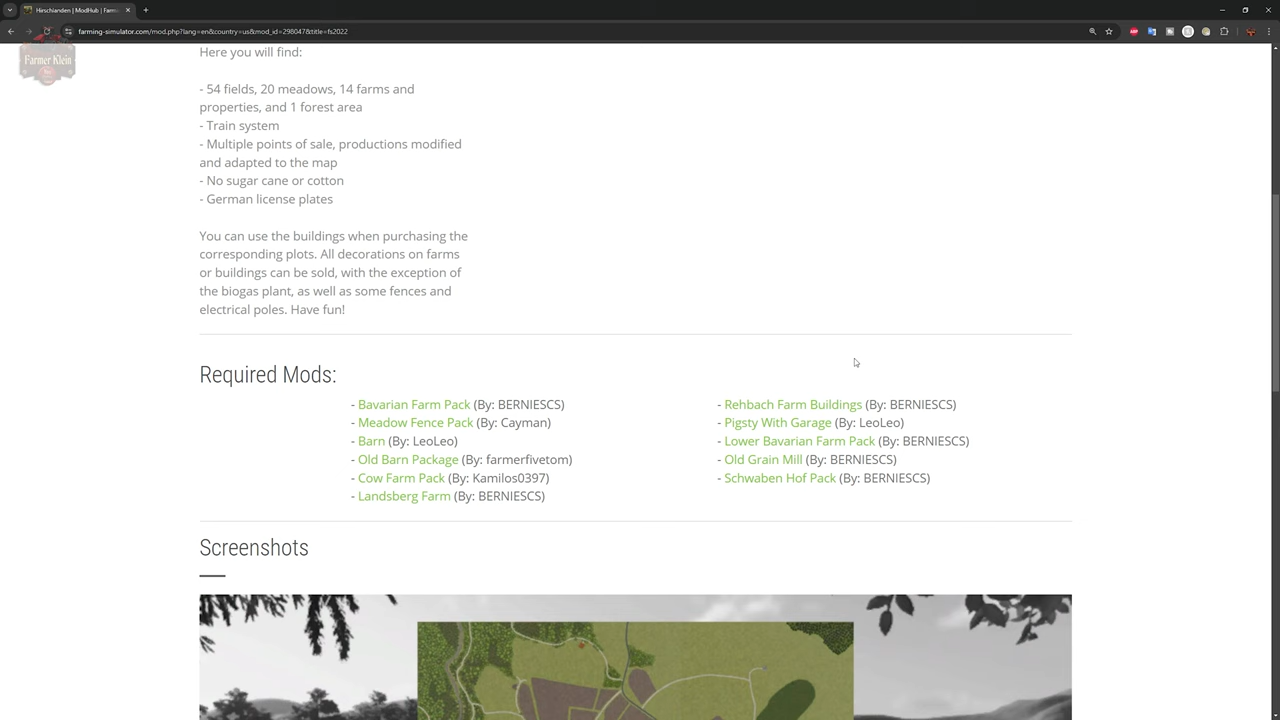 Hirschlanden | ModHub | Farmi
farming-simulator.com/mod.php?lang=en&country=us&mod_id=298047&title=fs2022
Farmer Klein
Here you will find:
- 54 fields, 20 meadows, 14 farms and
properties, and 1 forest area
- Train system
- Multiple points of sale, productions modified
and adapted to the map
- No sugar cane or cotton
- German license plates
You can use the buildings when purchasing the
corresponding plots. All decorations on farms
or buildings can be sold, with the exception of
the biogas plant, as well as some fences and
electrical poles. Have fun!
Required Mods:
- Bavarian Farm Pack (By: BERNIESCS)
- Meadow Fence Pack (By: Cayman)
- Barn (By: LeoLeo)
- Old Barn Package (By: farmerfivetom)
- Cow Farm Pack (By: Kamilos0397)
- Landsberg Farm (By: BERNIESCS)
- Rehbach Farm Buildings (By: BERNIESCS)
- Pigsty With Garage (By: LeoLeo)
- Lower Bavarian Farm Pack (By: BERNIESCS)
- Old Grain Mill (By: BERNIESCS)
- Schwaben Hof Pack (By: BERNIESCS)
Screenshots